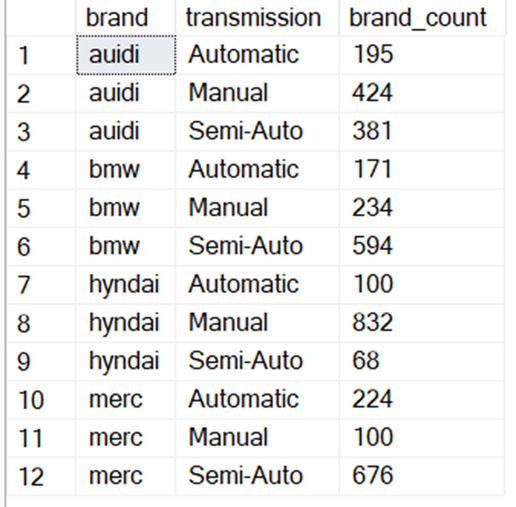 brand transmission brand_count
1 auidi Automatic 195
2 auidi Manual 424
3 auidi Semi-Auto 381
4 bmw Automatic 171
5 bmw Manual 234
6 bmw Semi-Auto 594
7 hyndai Automatic 100
8 hyndai Manual 832
9 hyndai Semi-Auto 68
10 merc Automatic 224
11 merc Manual 100
12 merc Semi-Auto 676